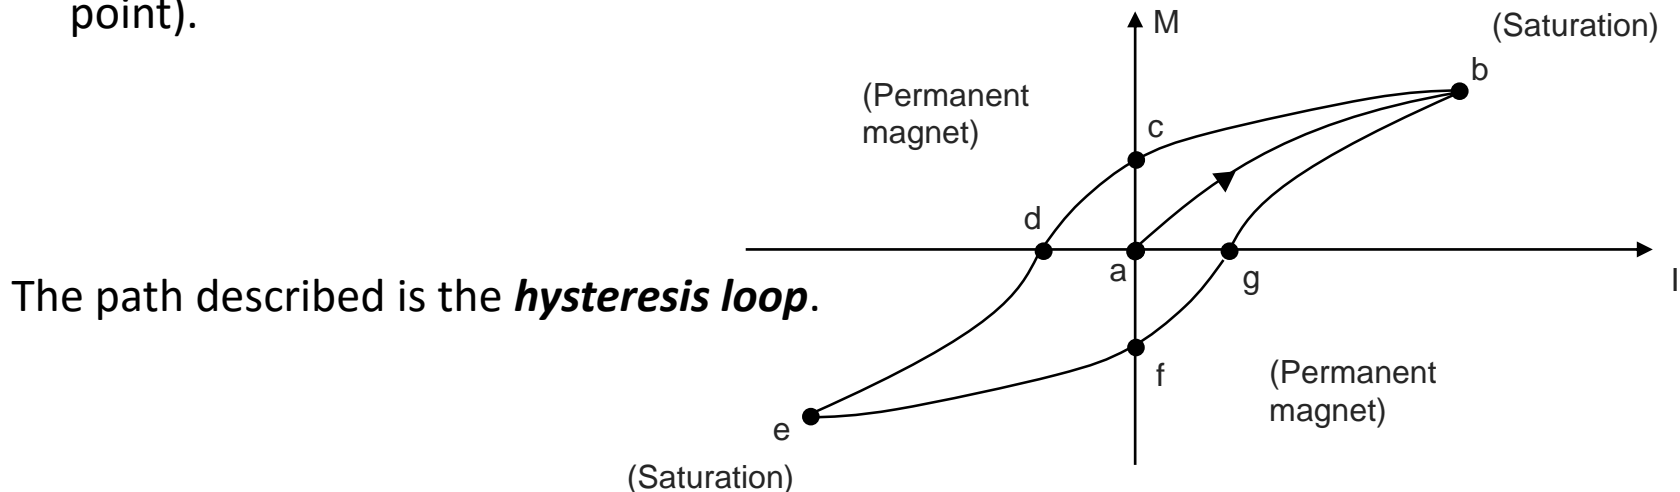 point).
M
(Saturation)
b
(Permanent
magnet)
c
d
a
g
I
The path described is the hysteresis loop.
f
(Permanent
magnet)
e
(Saturation)